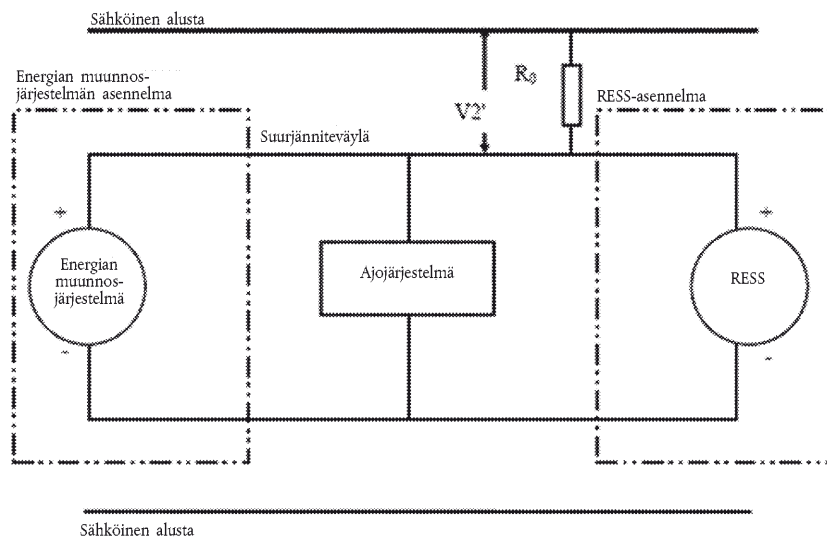 Sähköinen alusta
Energian muunnos-
järjestelmän asennelma
R₀
RESS-asennelma
V2'
Suurjänniteväylä
+
+
Energian
muunnos-
järjestelmä
Ajojärjestelmä
RESS
-
-
Sähköinen alusta